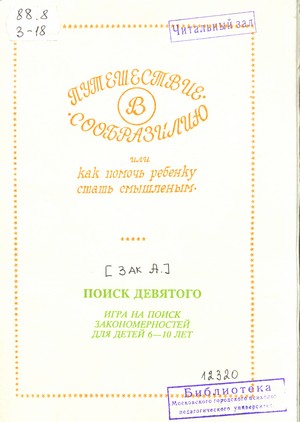 88.8
З-18
Читальный зал
ПУТЕШЕСТВИЕ
В
СООБРАЗИЛИЮ
или
как помочь ребенку
стать смышленым
*****
[ЗАК А.]
ПОИСК ДЕВЯТОГО
ИГРА НА ПОИСК
ЗАКОНОМЕРНОСТЕЙ
ДЛЯ ДЕТЕЙ 6—10 ЛЕТ
12320
Библиотека
Московского городского психолого-
педагогического университета